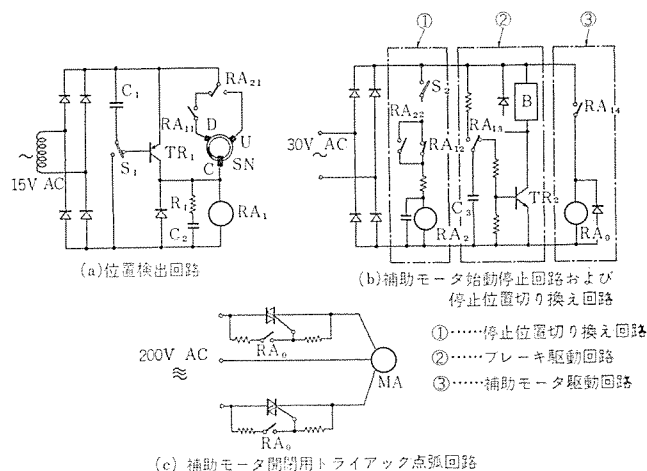 ① ② ③
C₁
RA₂₁
RA₁₁ D U
C SN
S₁ TR₁
15V AC
~
R₁
C₂
RA₁
(a)位置検出回路
S₂
RA₂₂
RA₁₂
RA₁₃
B
RA₁₄
30V AC
~
C₃
TR₂
RA₂
RA₀
(b)補助モータ始動停止回路および
停止位置切り換え回路
200V AC
RA₀
MA
RA₀
①……停止位置切り換え回路
②……ブレーキ駆動回路
③……補助モータ駆動回路
(c) 補助モータ開閉用トライアック点弧回路